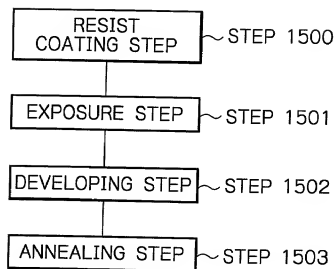 RESIST
COATING STEP
STEP 1500
EXPOSURE STEP
STEP 1501
DEVELOPING STEP
STEP 1502
ANNEALING STEP
STEP 1503